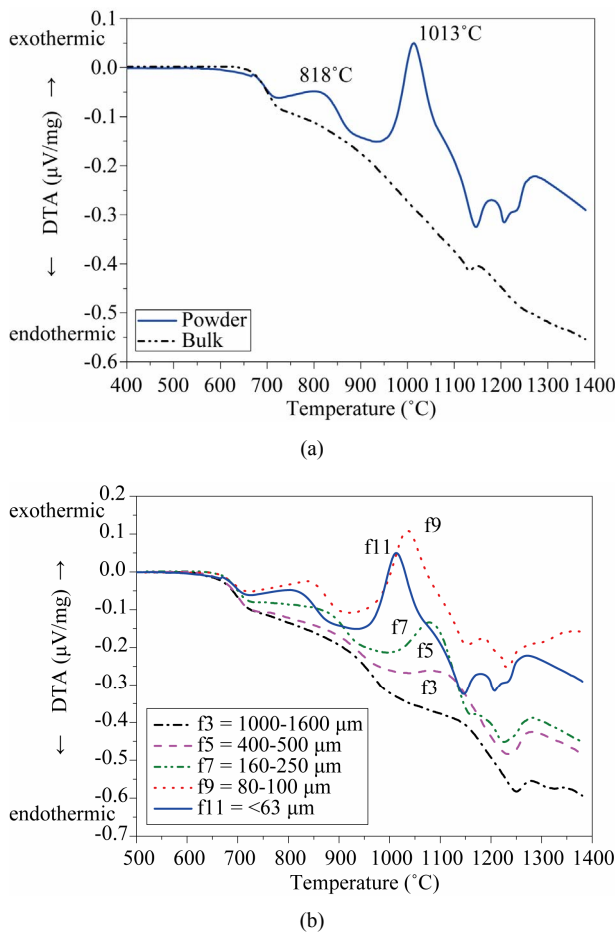 0.1
exothermic
1013˚C
0.0
818˚C
-0.1
-0.2
-0.3
-0.4
-0.5
-0.6
← DTA (μV/mg) →
endothermic
Powder
Bulk
400 500 600 700 800 900 1000 1100 1200 1300 1400
Temperature (˚C)
(a)
0.2
exothermic
0.1
0.0
-0.1
-0.2
-0.3
-0.4
-0.5
-0.6
-0.7
← DTA (μV/mg) →
endothermic
f9
f11
f7
f5
f3
f3 = 1000-1600 μm
f5 = 400-500 μm
f7 = 160-250 μm
f9 = 80-100 μm
f11 = <63 μm
500 600 700 800 900 1000 1100 1200 1300 1400
Temperature (˚C)
(b)